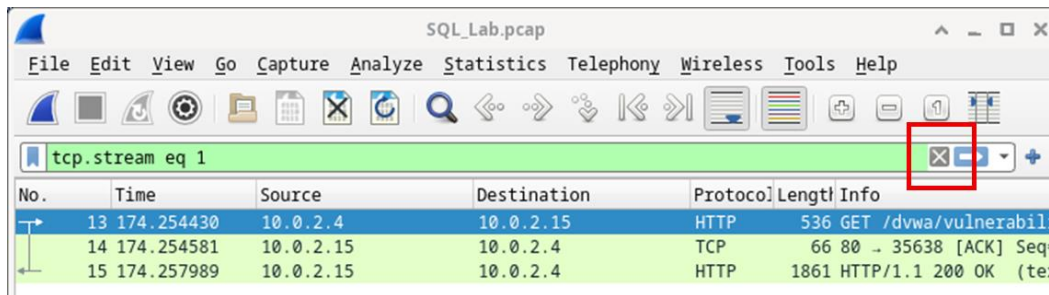 SQL_Lab.pcap
File Edit View Go Capture Analyze Statistics Telephony Wireless Tools Help
tcp.stream eq 1
No. Time Source Destination Protocol Length Info
13 174.254430 10.0.2.4 10.0.2.15 HTTP 536 GET /dvwa/vulnerabil
14 174.254581 10.0.2.15 10.0.2.4 TCP 66 80 → 35638 [ACK] Seq
15 174.257989 10.0.2.15 10.0.2.4 HTTP 1861 HTTP/1.1 200 OK (te